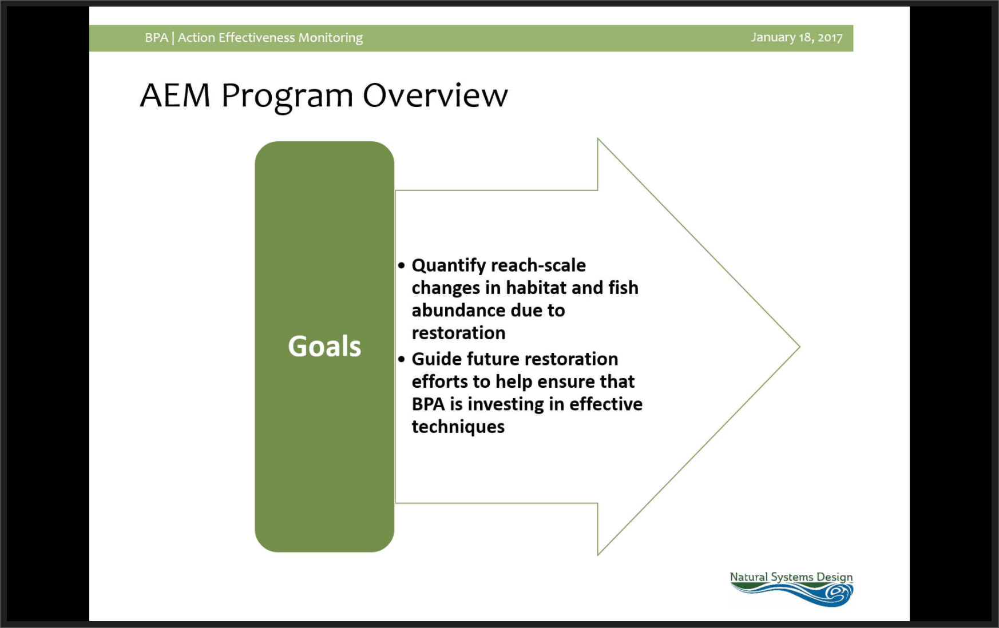 BPA | Action Effectiveness Monitoring
January 18, 2017
AEM Program Overview
Goals
• Quantify reach-scale
changes in habitat and fish
abundance due to
restoration
• Guide future restoration
efforts to help ensure that
BPA is investing in effective
techniques
Natural Systems Design